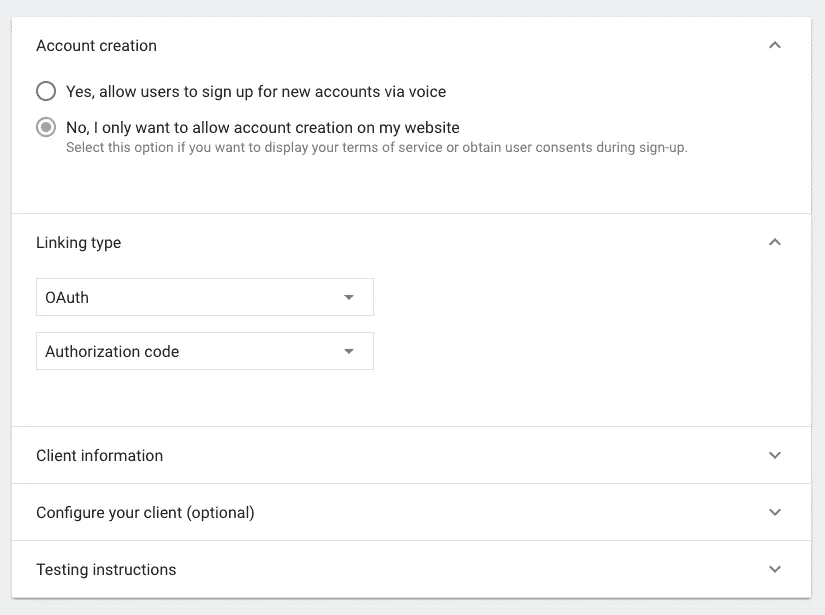 Account creation
Yes, allow users to sign up for new accounts via voice
No, I only want to allow account creation on my website
Select this option if you want to display your terms of service or obtain user consents during sign-up.
Linking type
OAuth
Authorization code
Client information
Configure your client (optional)
Testing instructions